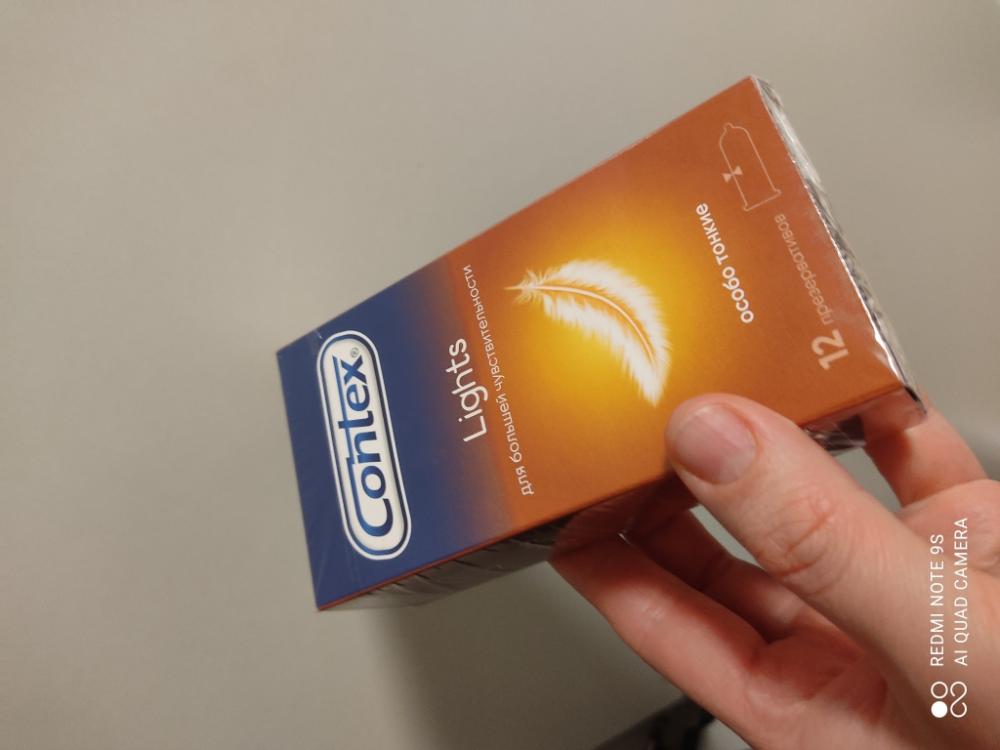 Contex®
Lights
для большей чувствительности
особо тонкие
12 презервативов
REDMI NOTE 9S
AI QUAD CAMERA